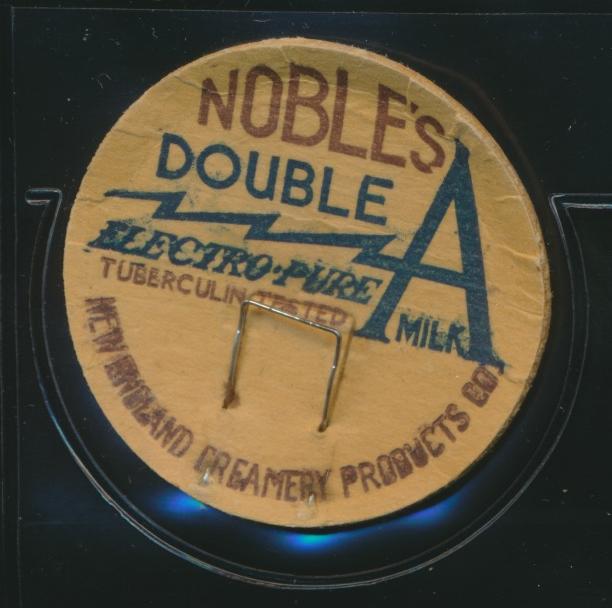 NOBLE'S
DOUBLE A
ELECTRO-PURE
TUBERCULIN TESTED
MILK
NEW ENGLAND CREAMERY PRODUCTS CO.